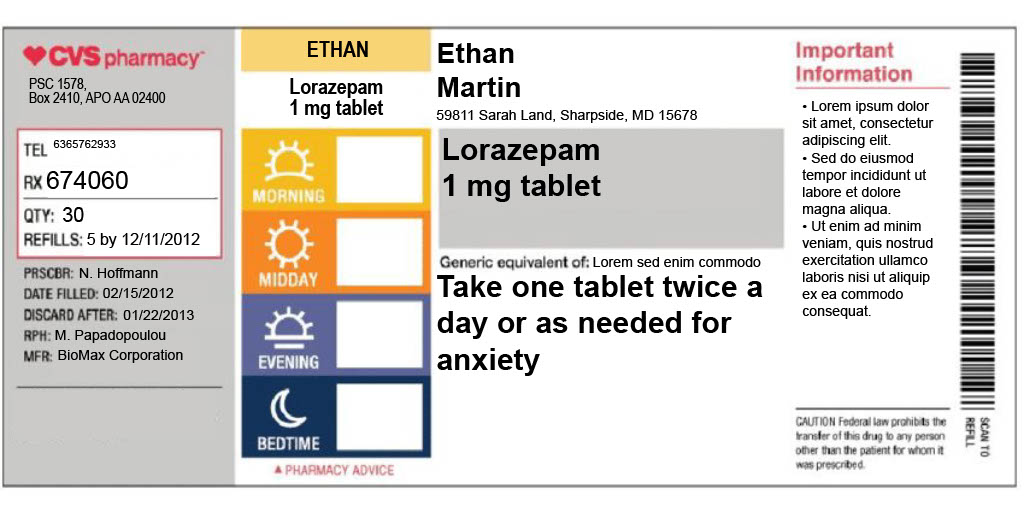 CVS pharmacy
PSC 1578,
Box 2410, APO AA 02400
TEL 6365762933
RX 674060
QTY: 30
REFILLS: 5 by 12/11/2012
PRSCBR: N. Hoffmann
DATE FILLED: 02/15/2012
DISCARD AFTER: 01/22/2013
RPH: M. Papadopoulou
MFR: BioMax Corporation
ETHAN
Lorazepam
1 mg tablet
MORNING
MIDDAY
EVENING
BEDTIME
▲ PHARMACY ADVICE
Ethan
Martin
59811 Sarah Land, Sharpside, MD 15678
Lorazepam
1 mg tablet
Generic equivalent of: Lorem sed enim commodo
Take one tablet twice a
day or as needed for
anxiety
Important
Information
• Lorem ipsum dolor
sit amet, consectetur
adipiscing elit.
• Sed do eiusmod
tempor incididunt ut
labore et dolore
magna aliqua.
• Ut enim ad minim
veniam, quis nostrud
exercitation ullamco
laboris nisi ut aliquip
ex ea commodo
consequat.
CAUTION Federal law prohibits the
transfer of this drug to any person
other than the patient for whom it
was prescribed.
SCAN TO
REFILL